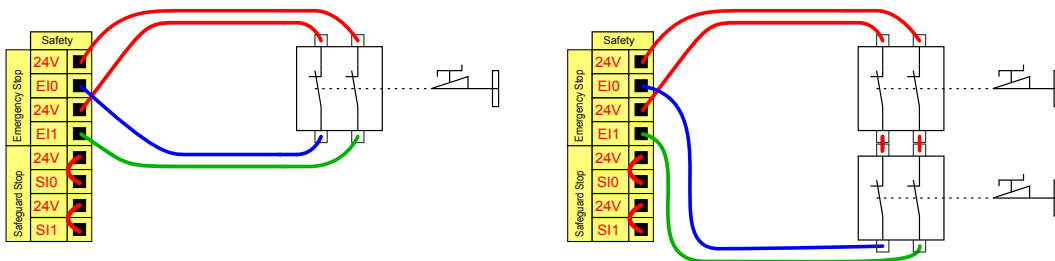 Safety
Emergency Stop
24V
EI0
24V
EI1
Safeguard Stop
24V
SI0
24V
SI1
Safety
Emergency Stop
24V
EI0
24V
EI1
Safeguard Stop
24V
SI0
24V
SI1